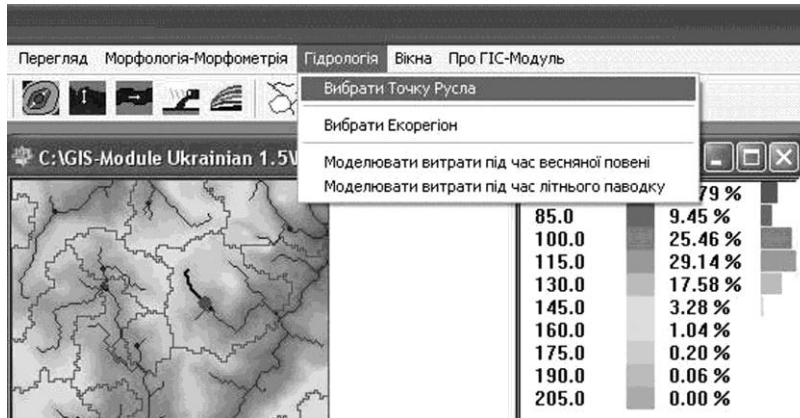 Перегляд Морфологія-Морфометрія Гідрологія Вікна Про ГІС-Модуль
Вибрати Точку Русла
Вибрати Екорегіон
Моделювати витрати під час весняної повені
Моделювати витрати під час літнього паводку
C:\GIS-Module Ukrainian 1.5\
79 %
85.0 9.45 %
100.0 25.46 %
115.0 29.14 %
130.0 17.58 %
145.0 3.28 %
160.0 1.04 %
175.0 0.20 %
190.0 0.06 %
205.0 0.00 %